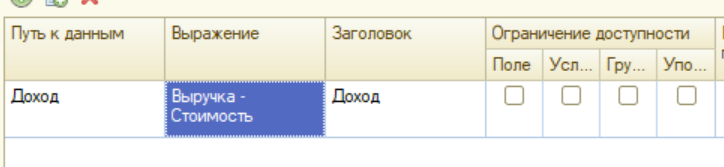 Путь к данным Выражение Заголовок Ограничение доступности
Поле Усл... Гру... Упо...
Доход Выручка - Доход
Стоимость